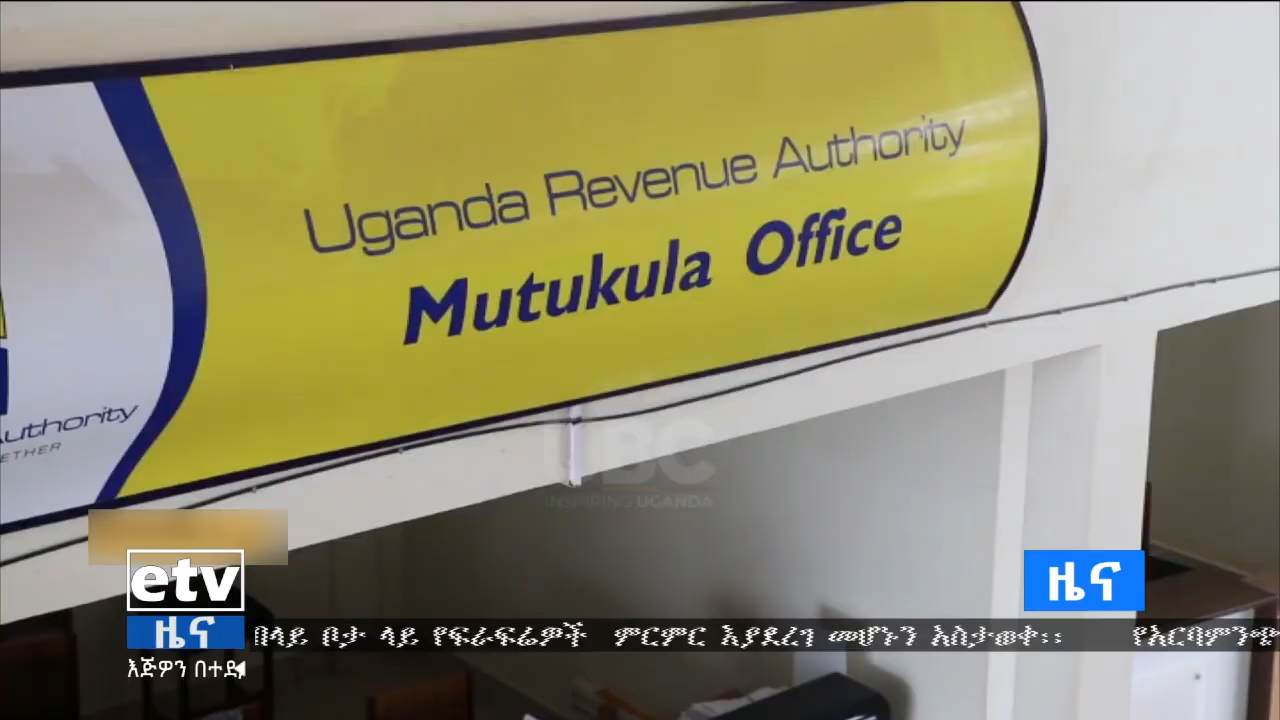 Uganda Revenue Authority
Mutukula Office
Authority
ETHER
UBC
INSPIRING UGANDA
etv
ዜና
ዜና
በላይ ቦታ ላይ የፍራፍሬዎች ምርምር እያደረገ መሆኑን አስታወቀ፡፡ የአርባምንጭ
እጅዎን በተደ